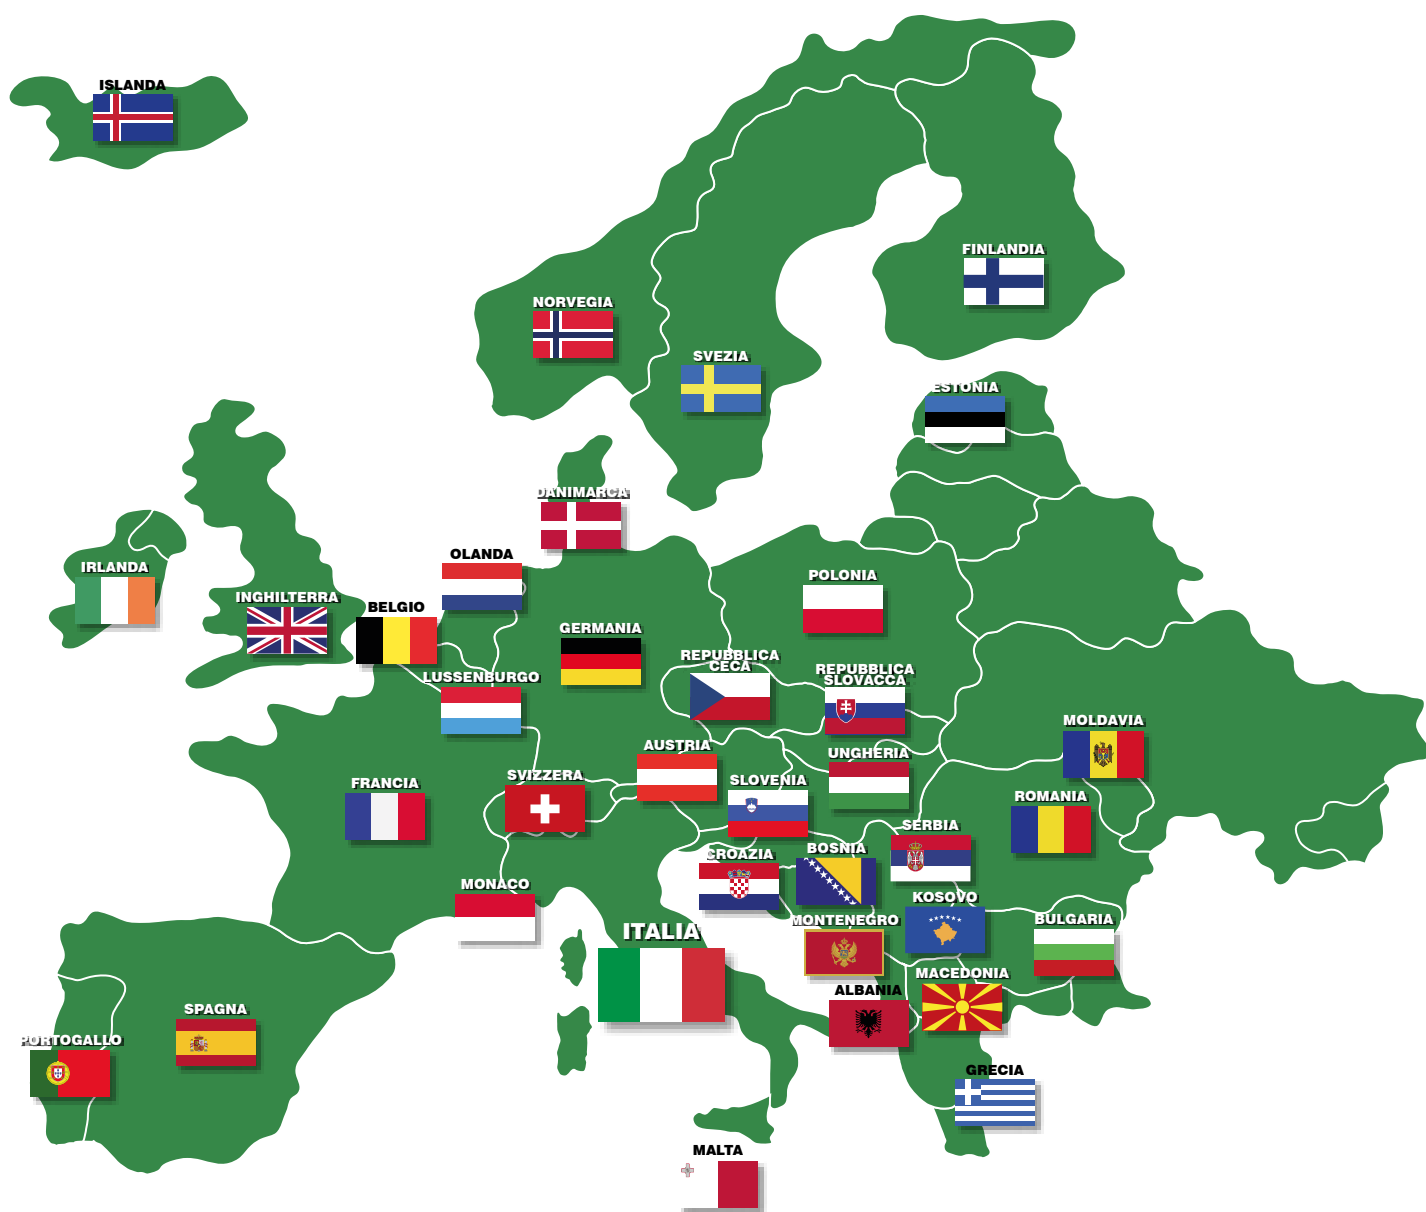 ISLANDA
FINLANDIA
NORVEGIA
SVEZIA
ESTONIA
DANIMARCA
OLANDA
IRLANDA
POLONIA
INGHILTERRA
BELGIO
GERMANIA
REPUBBLICA
CECA
REPUBBLICA
SLOVACCA
LUSSENBURGO
MOLDAVIA
AUSTRIA
UNGHERIA
SVIZZERA
SLOVENIA
FRANCIA
ROMANIA
SERBIA
BOSNIA
CROAZIA
MONACO
KOSOVO
MONTENEGRO
BULGARIA
ITALIA
MACEDONIA
ALBANIA
SPAGNA
PORTOGALLO
GRECIA
MALTA